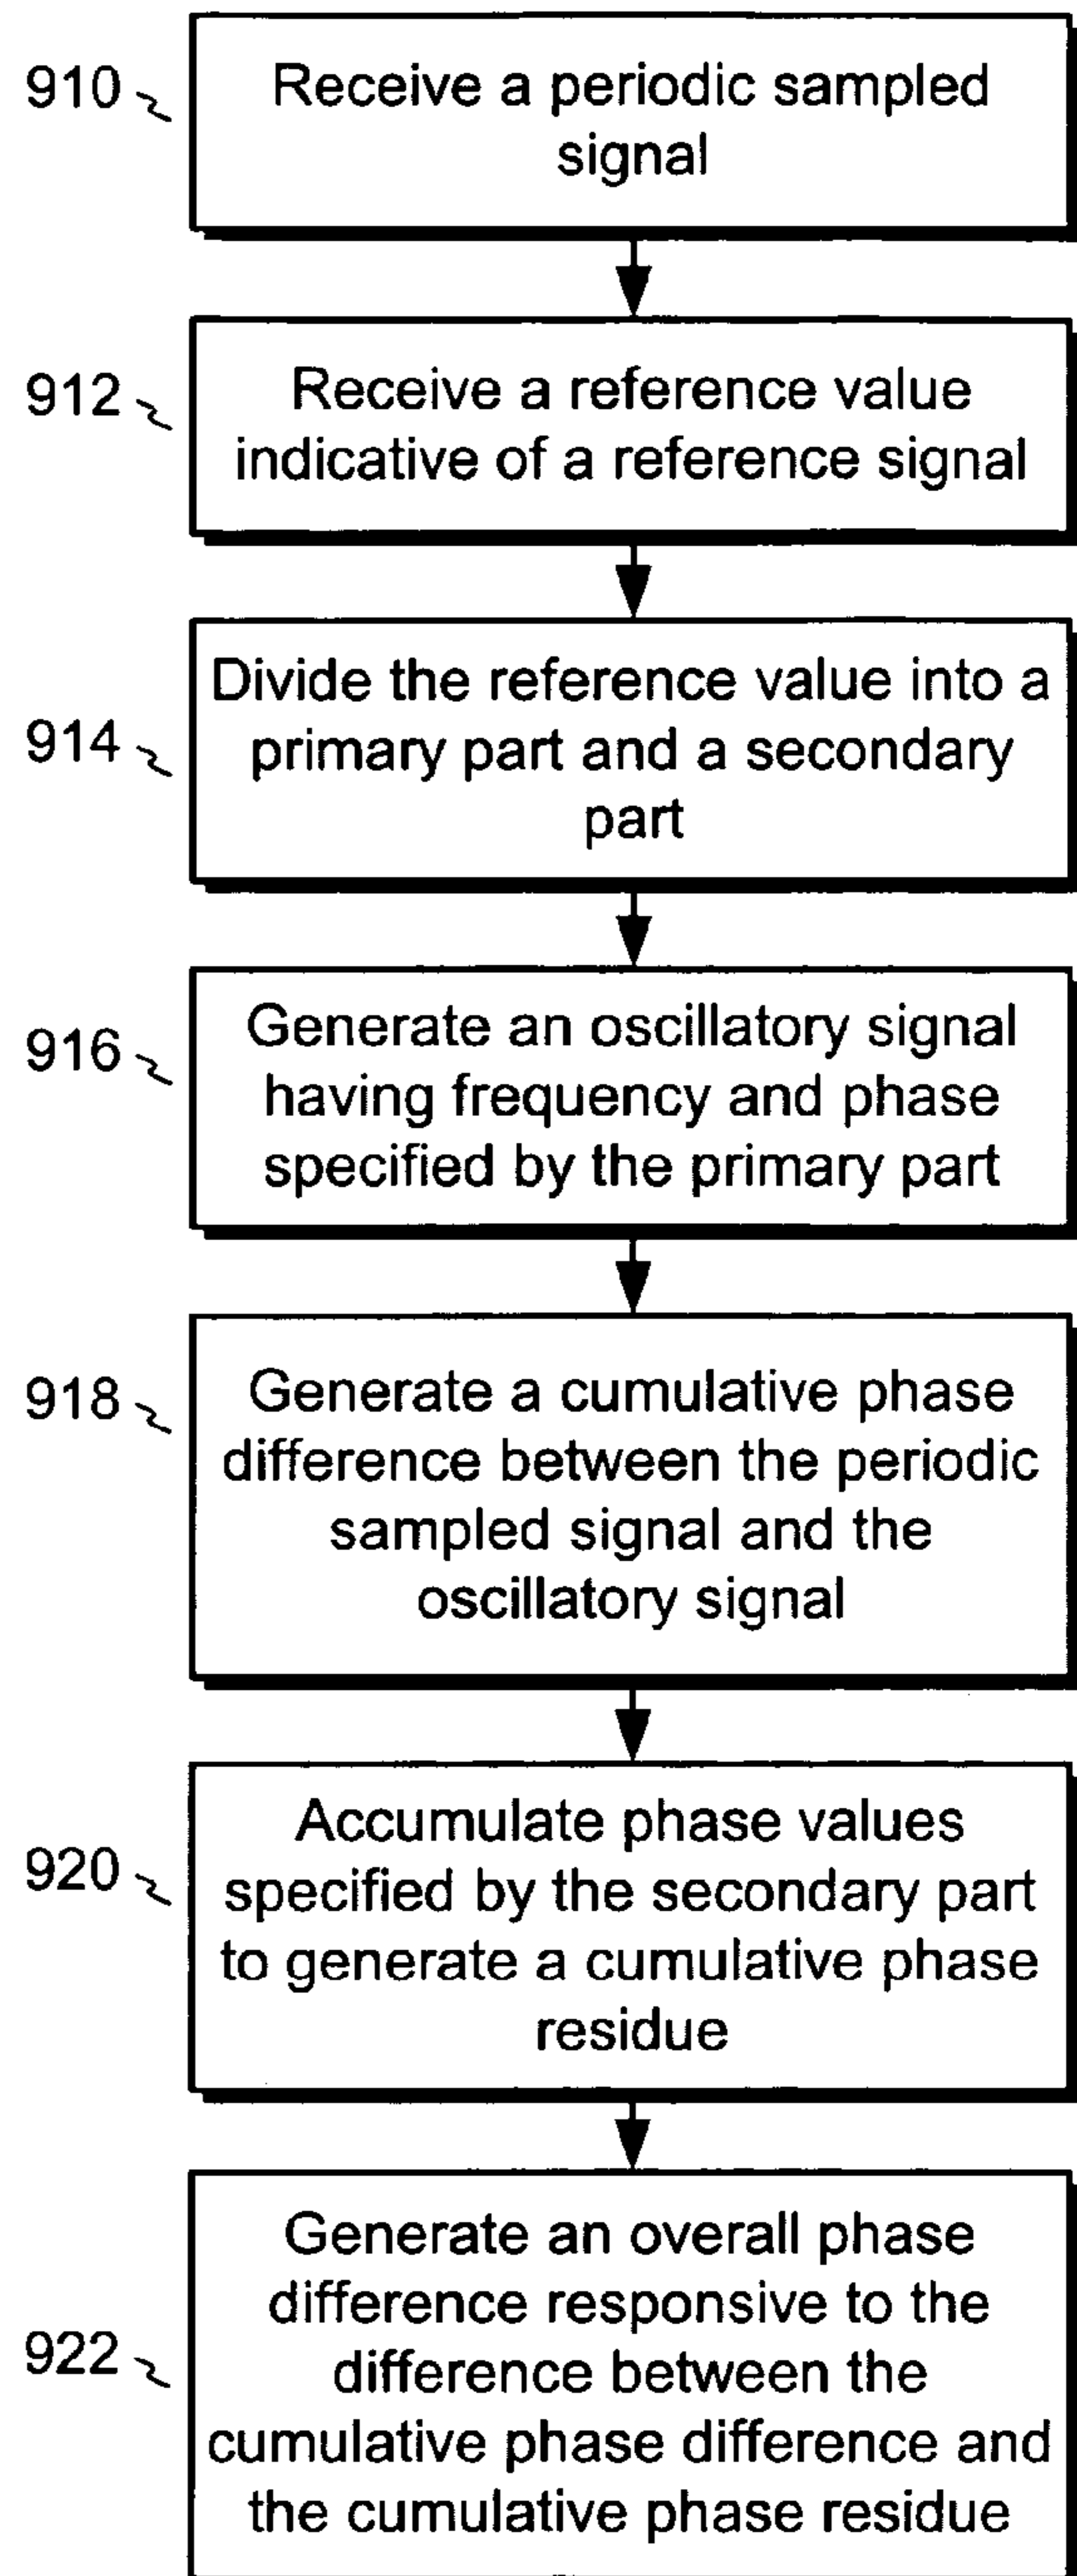 910
Receive a periodic sampled
signal
912
Receive a reference value
indicative of a reference signal
914
Divide the reference value into a
primary part and a secondary
part
916
Generate an oscillatory signal
having frequency and phase
specified by the primary part
918
Generate a cumulative phase
difference between the periodic
sampled signal and the
oscillatory signal
920
Accumulate phase values
specified by the secondary part
to generate a cumulative phase
residue
922
Generate an overall phase
difference responsive to the
difference between the
cumulative phase difference and
the cumulative phase residue